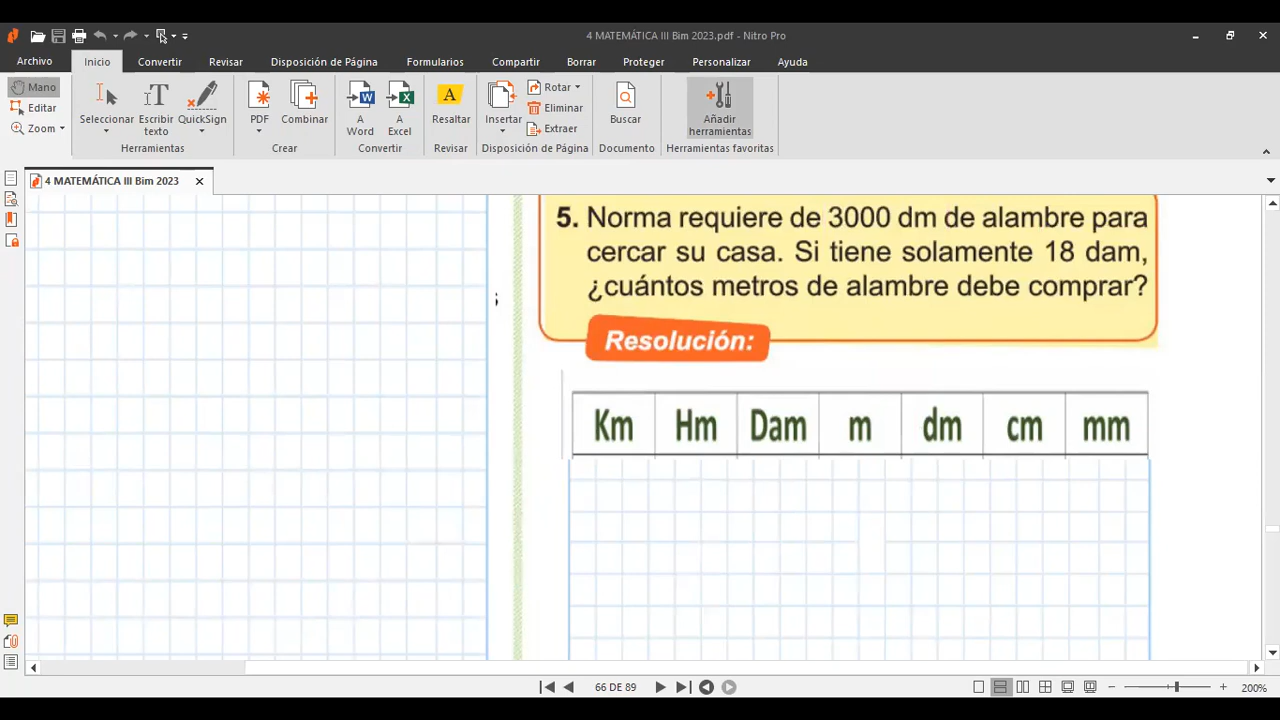 4 MATEMÁTICA III Bim 2023.pdf - Nitro Pro
Archivo Inicio Convertir Revisar Disposición de Página Formularios Compartir Borrar Proteger Personalizar Ayuda
Mano
Editar
Zoom
Seleccionar
Escribir texto
QuickSign
Herramientas
PDF
Combinar
Crear
A Word
A Excel
Convertir
Resaltar
Revisar
Insertar
Rotar
Eliminar
Extraer
Disposición de Página
Buscar
Documento
Añadir herramientas
Herramientas favoritas
4 MATEMÁTICA III Bim 2023
5. Norma requiere de 3000 dm de alambre para
cercar su casa. Si tiene solamente 18 dam,
¿cuántos metros de alambre debe comprar?
Resolución:
Km Hm Dam m dm cm mm
66 DE 89
200%